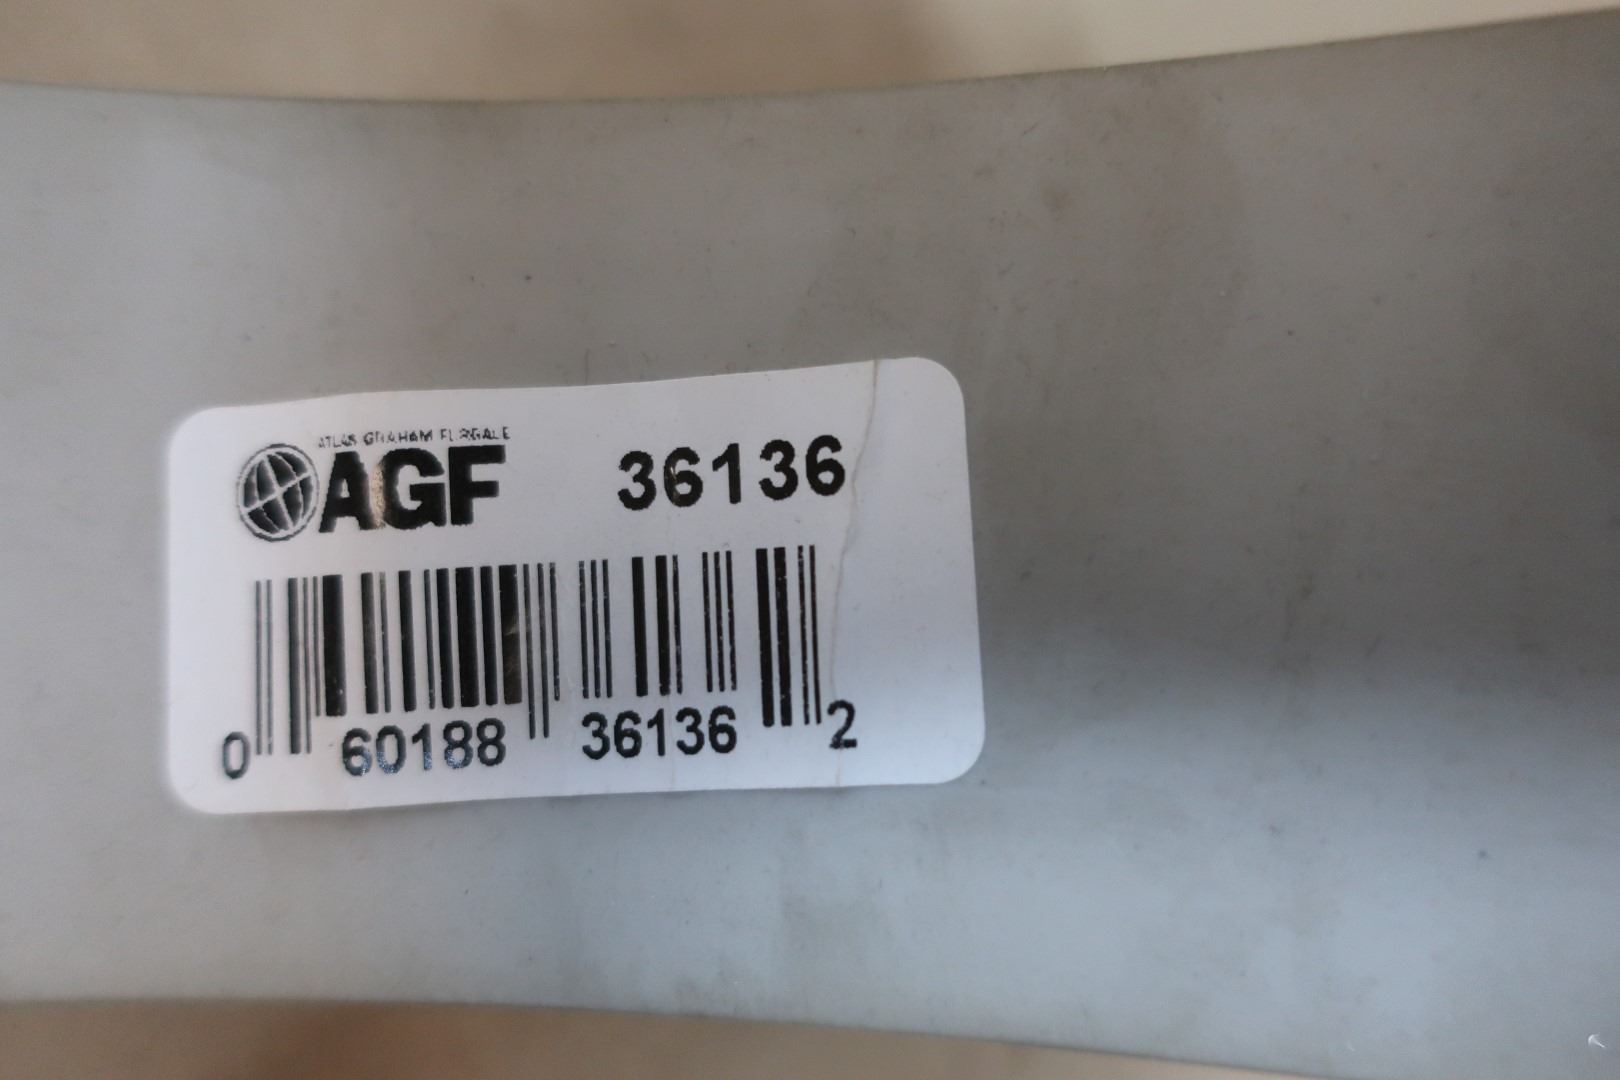 ATLAS GRAHAM FURGALE
AGF 36136
0 60188 36136 2